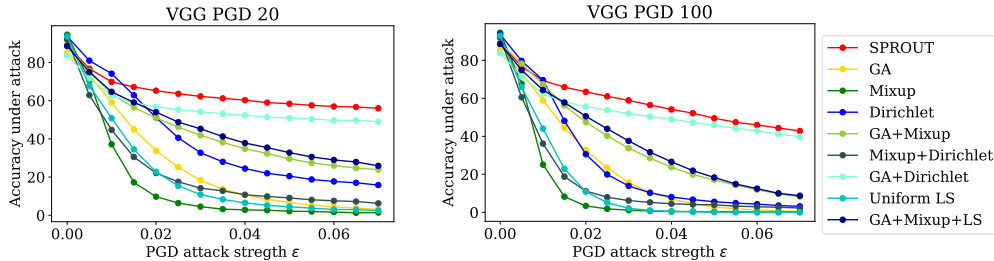 VGG PGD 20
Accuracy under attack
80
60
40
20
0
0.00 0.02 0.04 0.06
PGD attack stregth ε
VGG PGD 100
Accuracy under attack
80
60
40
20
0
0.00 0.02 0.04 0.06
PGD attack stregth ε
SPROUT
GA
Mixup
Dirichlet
GA+Mixup
Mixup+Dirichlet
GA+Dirichlet
Uniform LS
GA+Mixup+LS